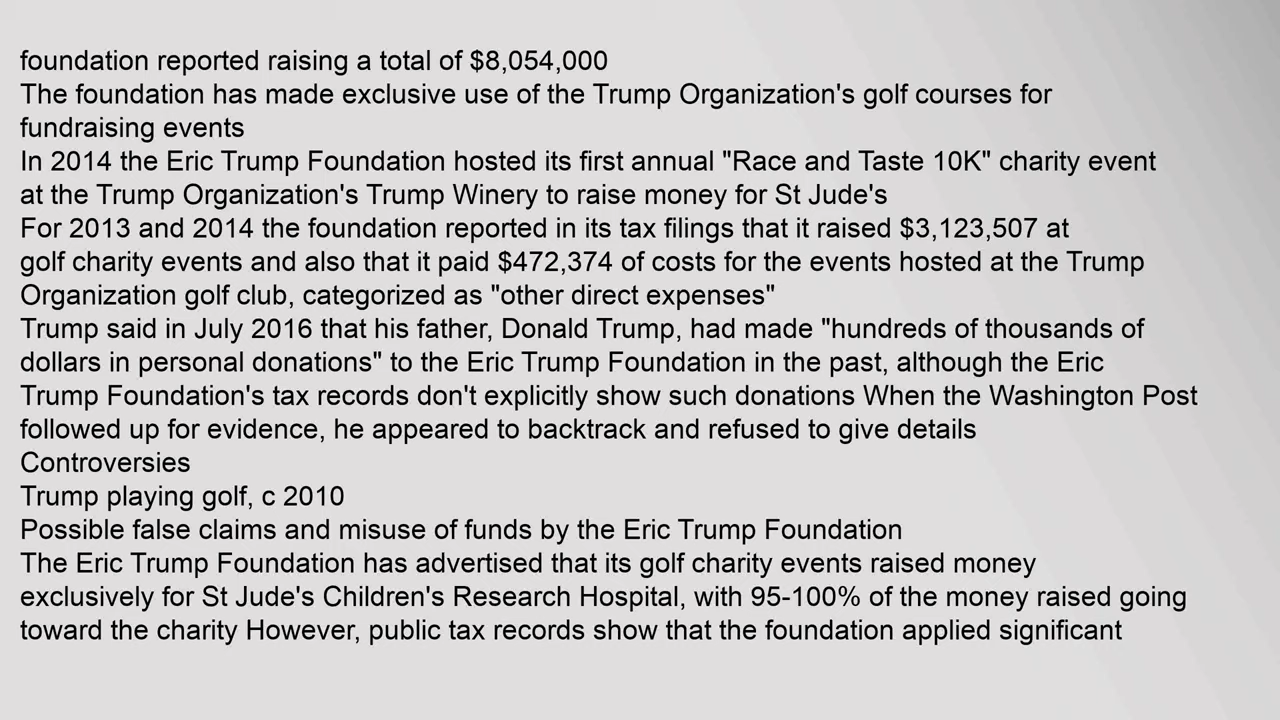 foundation reported raising a total of $8,054,000
The foundation has made exclusive use of the Trump Organization's golf courses for
fundraising events
In 2014 the Eric Trump Foundation hosted its first annual "Race and Taste 10K" charity event
at the Trump Organization's Trump Winery to raise money for St Jude's
For 2013 and 2014 the foundation reported in its tax filings that it raised $3,123,507 at
golf charity events and also that it paid $472,374 of costs for the events hosted at the Trump
Organization golf club, categorized as "other direct expenses"
Trump said in July 2016 that his father, Donald Trump, had made "hundreds of thousands of
dollars in personal donations" to the Eric Trump Foundation in the past, although the Eric
Trump Foundation's tax records don't explicitly show such donations When the Washington Post
followed up for evidence, he appeared to backtrack and refused to give details
Controversies
Trump playing golf, c 2010
Possible false claims and misuse of funds by the Eric Trump Foundation
The Eric Trump Foundation has advertised that its golf charity events raised money
exclusively for St Jude's Children's Research Hospital, with 95-100% of the money raised going
toward the charity However, public tax records show that the foundation applied significant